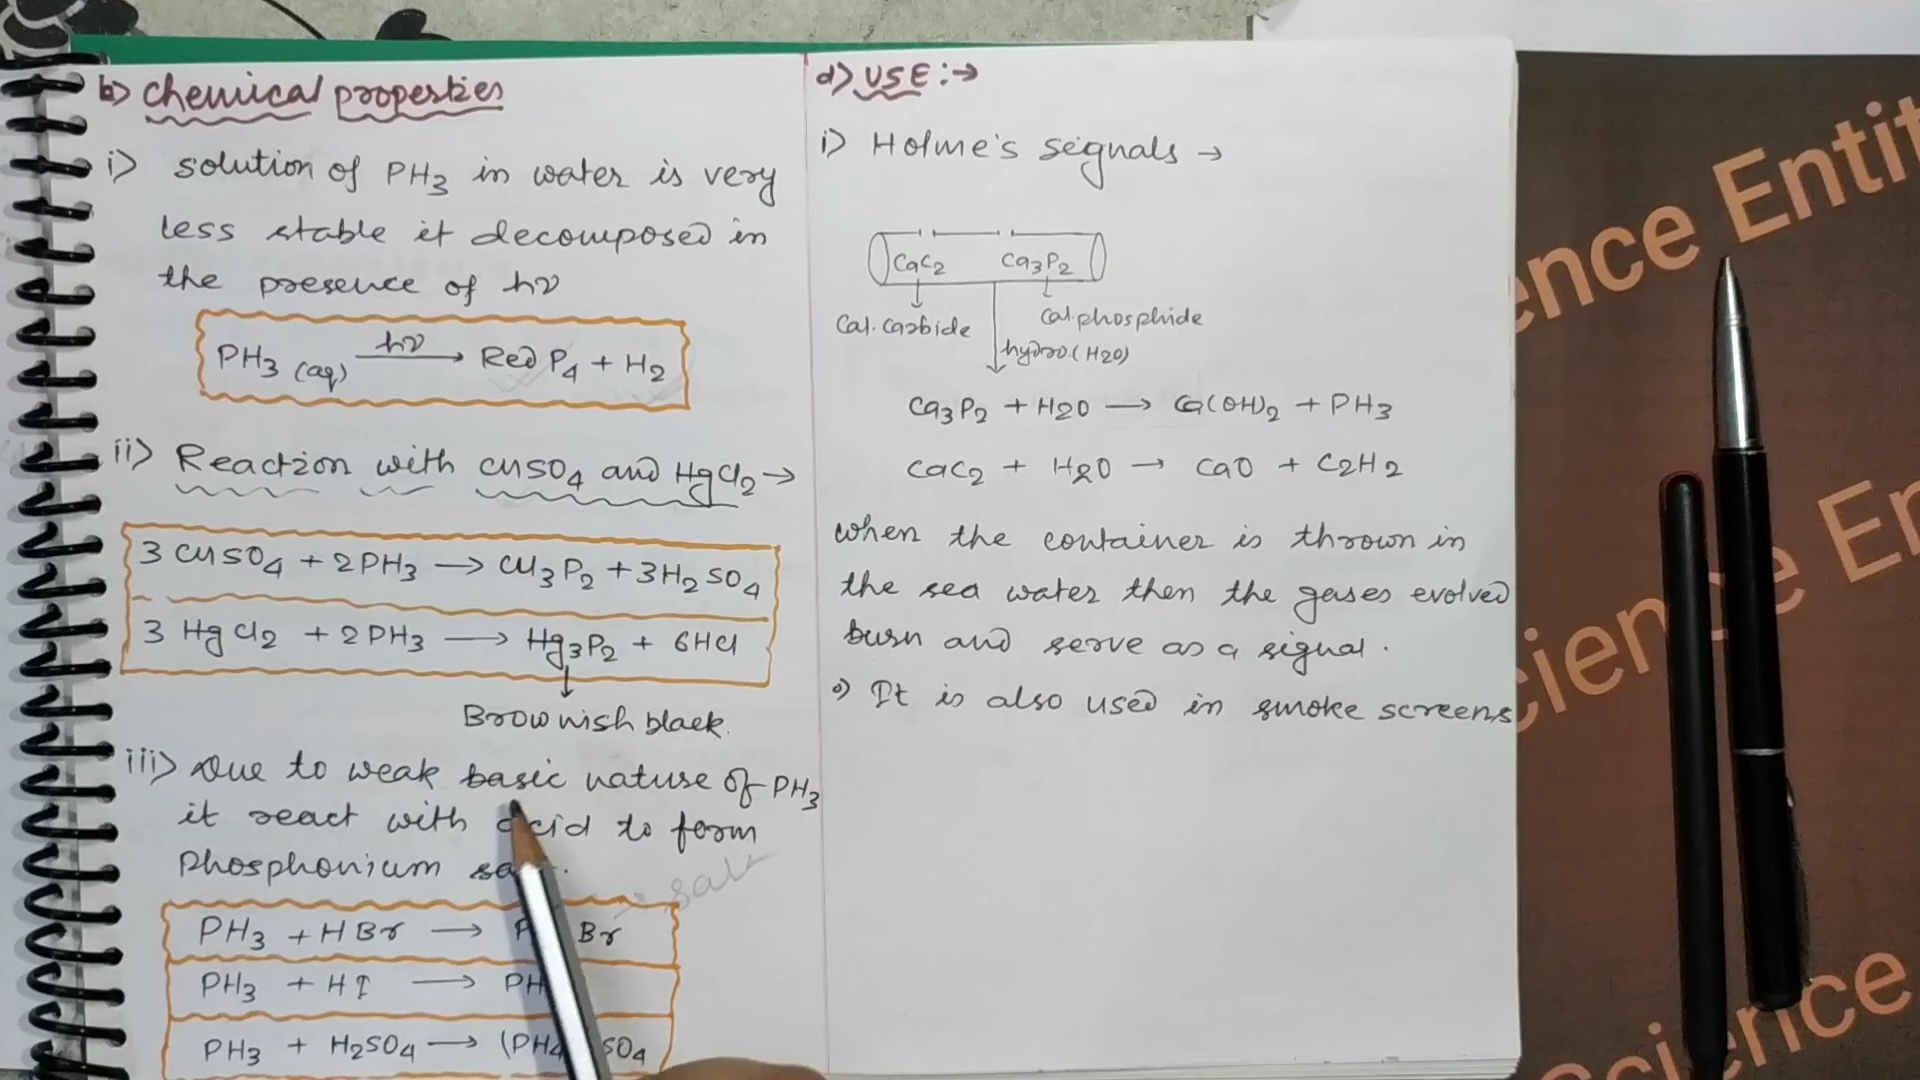 b) Chemical properties
i) solution of PH3 in water is very
less stable it decomposed in
the presence of hν
PH3 (aq) hν → Red P4 + H2
ii) Reaction with CuSO4 and HgCl2 →
3 CuSO4 + 2PH3 → Cu3P2 + 3H2SO4
3 HgCl2 + 2PH3 → Hg3P2 + 6HCl
↓
Brownish black.
iii) Due to weak basic nature of PH3
it react with acid to form
Phosphonium
→ salt
PH3 + HBr → Br
PH3 + HI → PH
PH3 + H2SO4 → (PH4 SO4
d) USE :→
i) Holme's signals →
CaC2 Ca3P2
Cal. carbide
cal. phosphide
hydro. (H2O)
Ca3P2 + H2O → Ca(OH)2 + PH3
CaC2 + H2O → CaO + C2H2
when the container is thrown in
the sea water then the gases evolved
burn and serve as a signal.
o) It is also used in smoke screens
ence Entit
cience En
Science